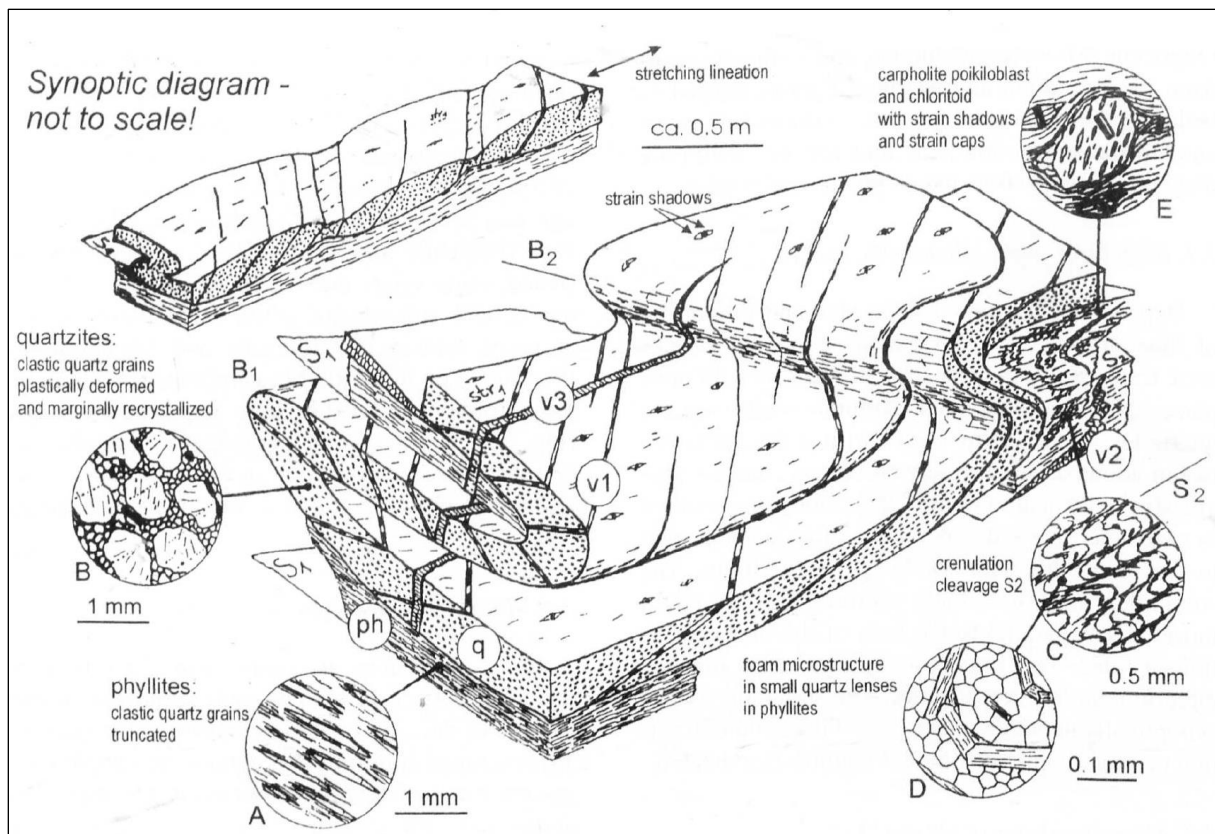 Synoptic diagram -
not to scale!
stretching lineation
ca. 0.5 m
carpholite poikiloblast
and chloritoid
with strain shadows
and strain caps
E
strain shadows
B2
str1
S1
quartzites:
clastic quartz grains
plastically deformed
and marginally recrystallized
B1
S1
str1
v3
v1
v2
S2
S2
B
1 mm
S1
ph
q
crenulation
cleavage S2
C
0.5 mm
phyllites:
clastic quartz grains
truncated
A
1 mm
foam microstructure
in small quartz lenses
in phyllites
D
0.1 mm